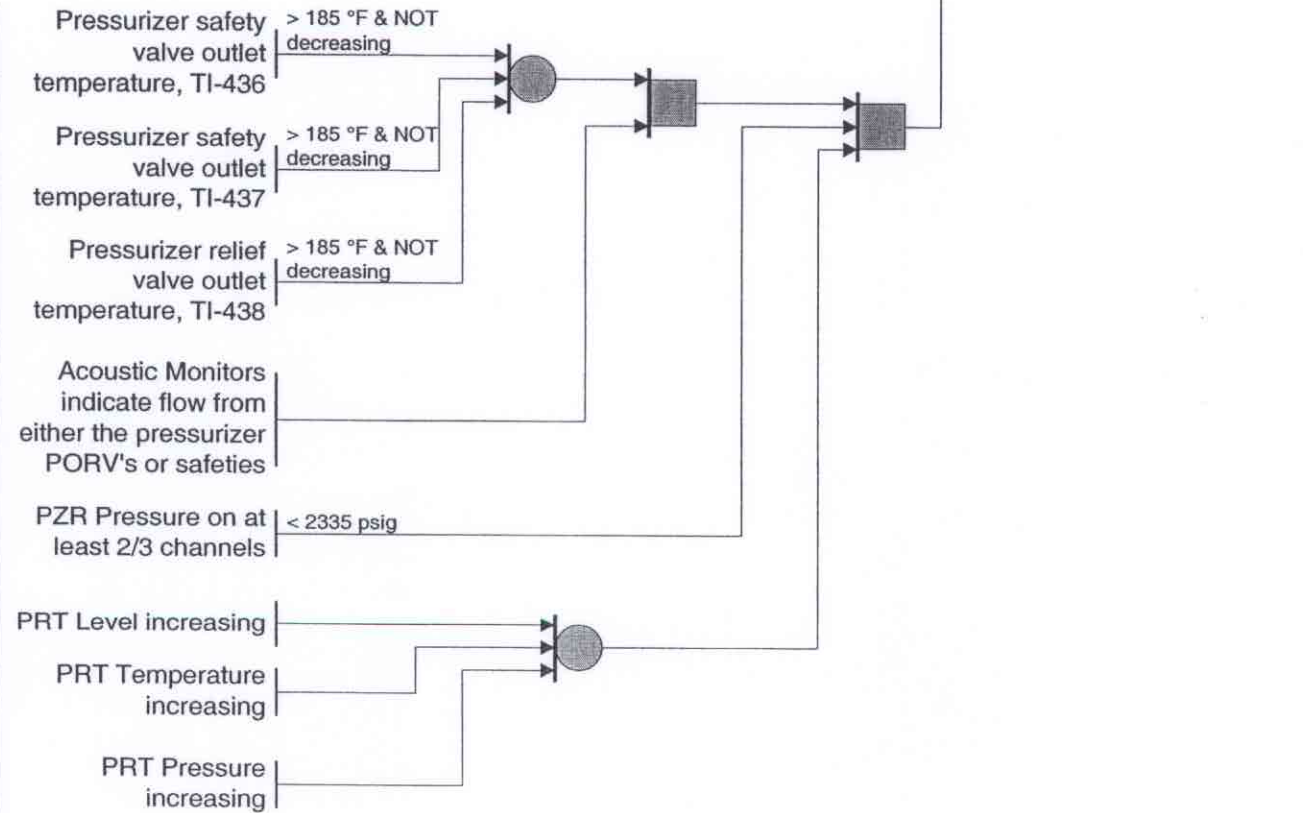 Pressurizer safety
valve outlet
temperature, TI-436
> 185 °F & NOT
decreasing
Pressurizer safety
valve outlet
temperature, TI-437
> 185 °F & NOT
decreasing
Pressurizer relief
valve outlet
temperature, TI-438
> 185 °F & NOT
decreasing
Acoustic Monitors
indicate flow from
either the pressurizer
PORV's or safeties
PZR Pressure on at
least 2/3 channels
< 2335 psig
PRT Level increasing
PRT Temperature
increasing
PRT Pressure
increasing